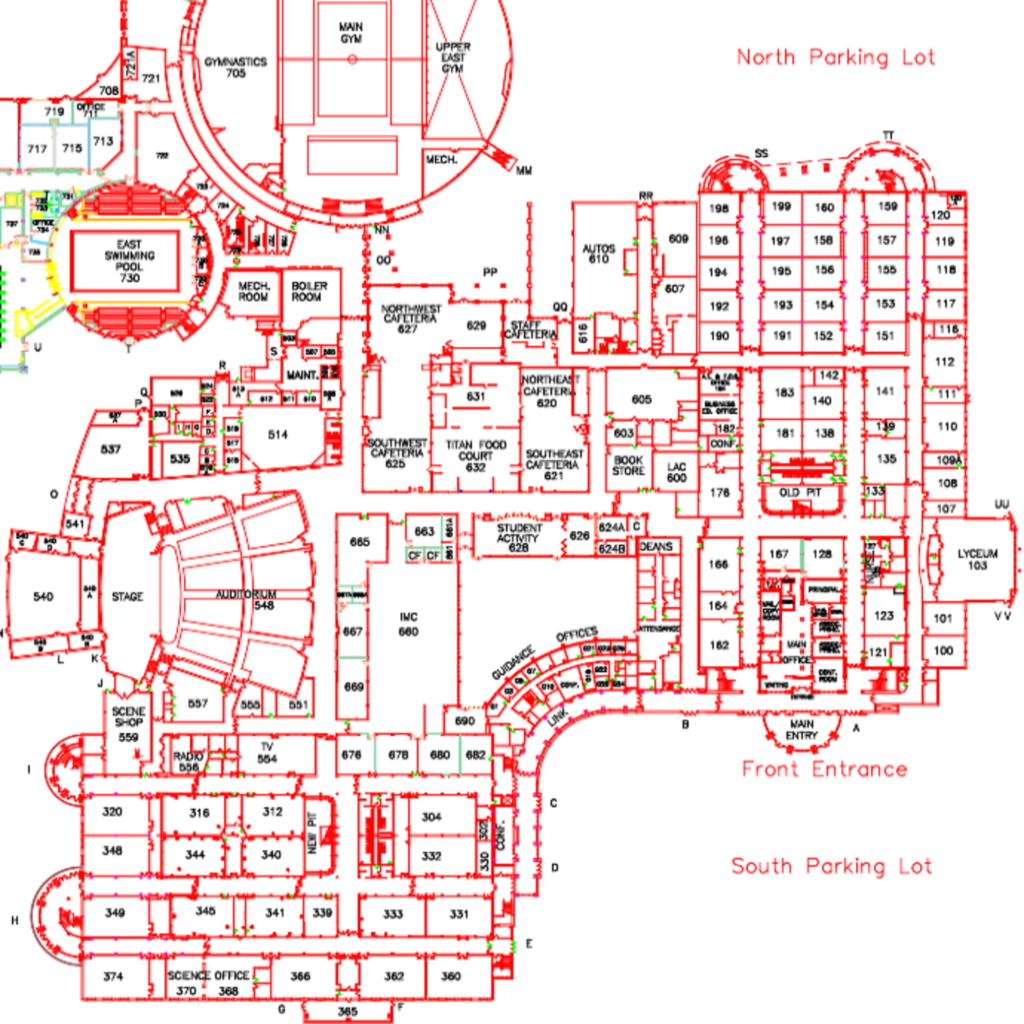 North Parking Lot
MAIN
GYM
UPPER
EAST
GYM
GYMNASTICS
705
721A
721
708
OFFICE
711
719
717
715
713
722
MECH.
MM
NN
OO
PP
QQ
RR
SS
TT
EAST
SWIMMING
POOL
730
T
U
T
MECH.
ROOM
BOILER
ROOM
S
R
Q
P
O
MAINT.
514
537
535
541
NORTHWEST
CAFETERIA
627
629
STAFF
CAFETERIA
616
AUTOS
610
609
607
631
NORTHEAST
CAFETERIA
620
SOUTHWEST
CAFETERIA
625
TITAN FOOD
COURT
632
SOUTHEAST
CAFETERIA
621
605
603
BOOK
STORE
LAC
600
BUSINESS
ED. OFFICE
182
CONF.
176
198
199
160
159
120
196
197
158
157
119
194
195
156
155
118
192
193
154
153
117
190
191
152
151
116
112
183
142
140
141
111
181
138
139
110
135
109A
108
OLD PIT
133
107
UU
LYCEUM
103
VV
540
STAGE
AUDITORIUM
548
L
K
J
665
663
661A
661
CF
CF
STUDENT
ACTIVITY
628
626
624A
C
624B
DEANS
IMC
660
667
669
ATTENDANCE
GUIDANCE
OFFICES
CONF.
LINK
690
166
164
162
167
128
PRINCIPAL
MAIN
OFFICE
CONF.
ROOM
WAITING
123
121
101
100
B
MAIN
ENTRY
A
Front Entrance
SCENE
SHOP
559
557
555
551
RADIO
556
TV
554
676
678
680
682
I
320
316
312
NEW PIT
304
302
CONF.
C
348
344
340
332
330
D
South Parking Lot
H
349
345
341
339
333
331
E
374
SCIENCE OFFICE
370
368
366
362
360
G
365
F